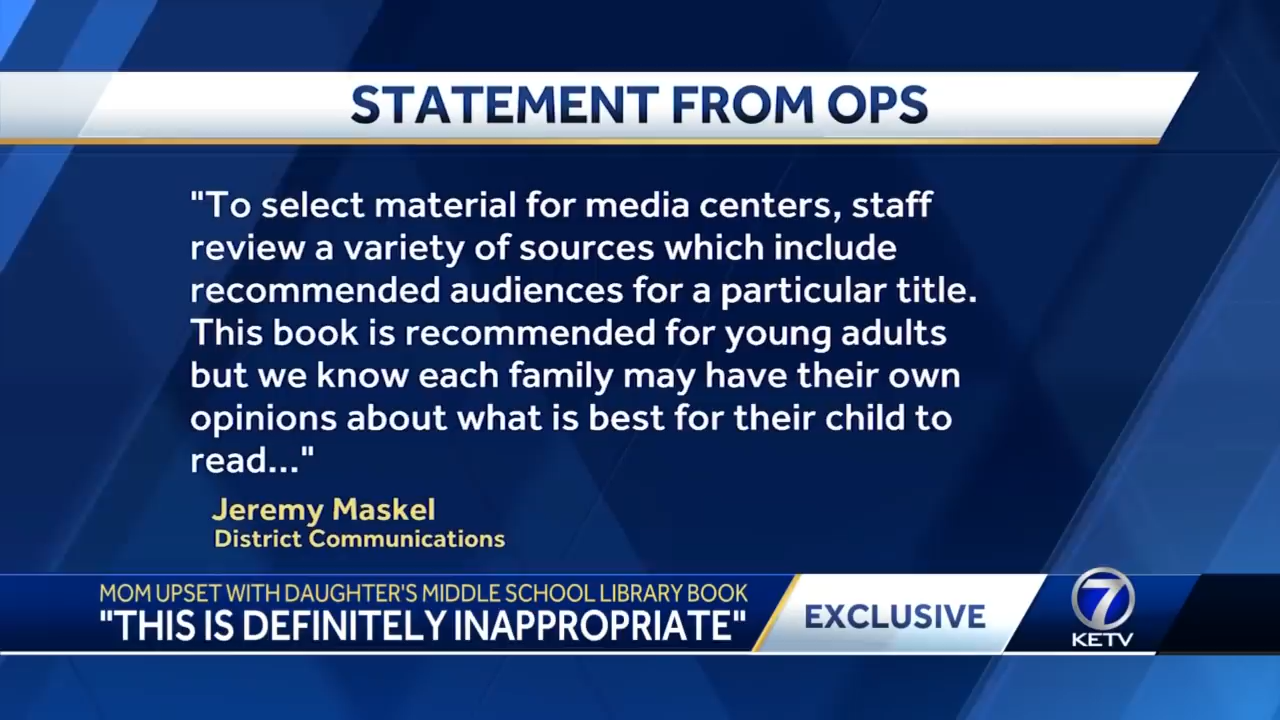 STATEMENT FROM OPS
"To select material for media centers, staff
review a variety of sources which include
recommended audiences for a particular title.
This book is recommended for young adults
but we know each family may have their own
opinions about what is best for their child to
read..."
Jeremy Maskel
District Communications
MOM UPSET WITH DAUGHTER'S MIDDLE SCHOOL LIBRARY BOOK
"THIS IS DEFINITELY INAPPROPRIATE"
EXCLUSIVE
7
KETV